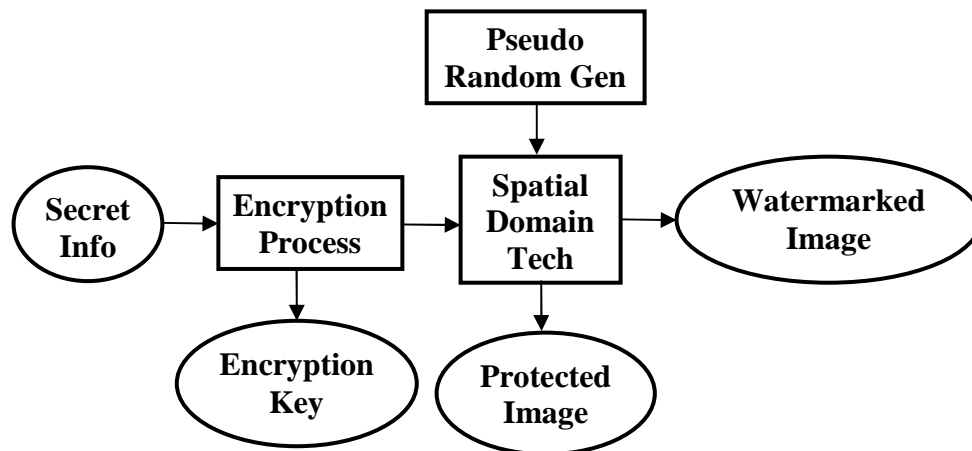 Pseudo
Random Gen
Secret
Info
Encryption
Process
Spatial
Domain
Tech
Watermarked
Image
Encryption
Key
Protected
Image